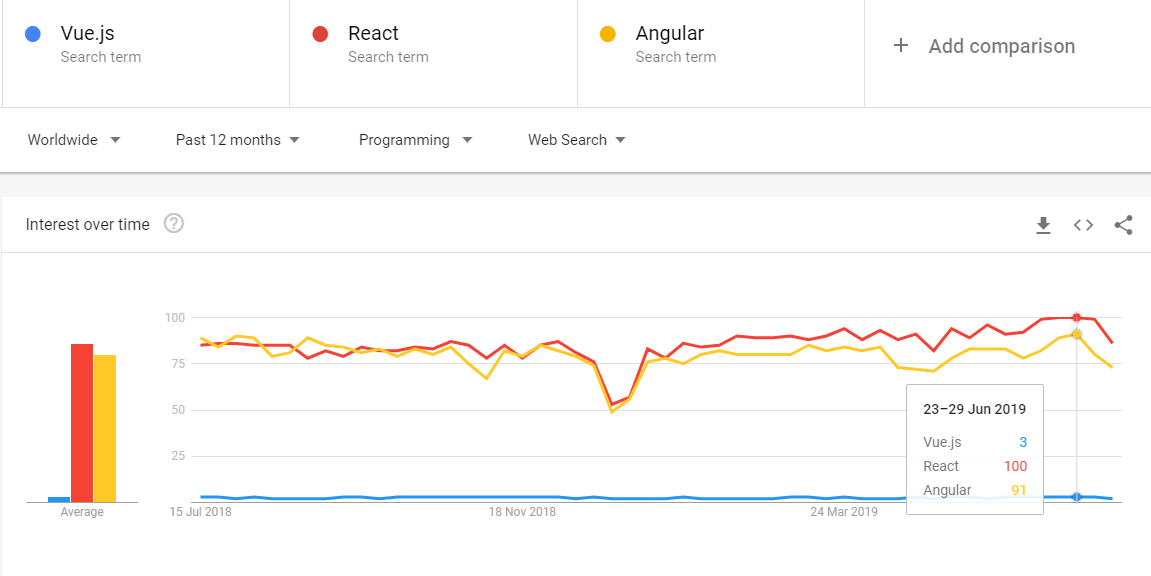 Vue.js
Search term
React
Search term
Angular
Search term
+ Add comparison
Worldwide
Past 12 months
Programming
Web Search
Interest over time ?
100
75
50
25
Average
15 Jul 2018
18 Nov 2018
24 Mar 2019
23–29 Jun 2019
Vue.js 3
React 100
Angular 91